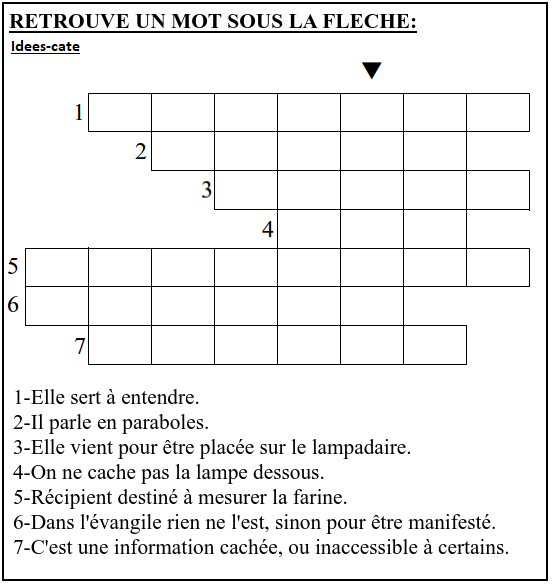 RETROUVE UN MOT SOUS LA FLECHE:
Idees-cate
1
2
3
4
5
6
7
1-Elle sert à entendre.
2-Il parle en paraboles.
3-Elle vient pour être placée sur le lampadaire.
4-On ne cache pas la lampe dessous.
5-Récipient destiné à mesurer la farine.
6-Dans l'évangile rien ne l'est, sinon pour être manifesté.
7-C'est une information cachée, ou inaccessible à certains.